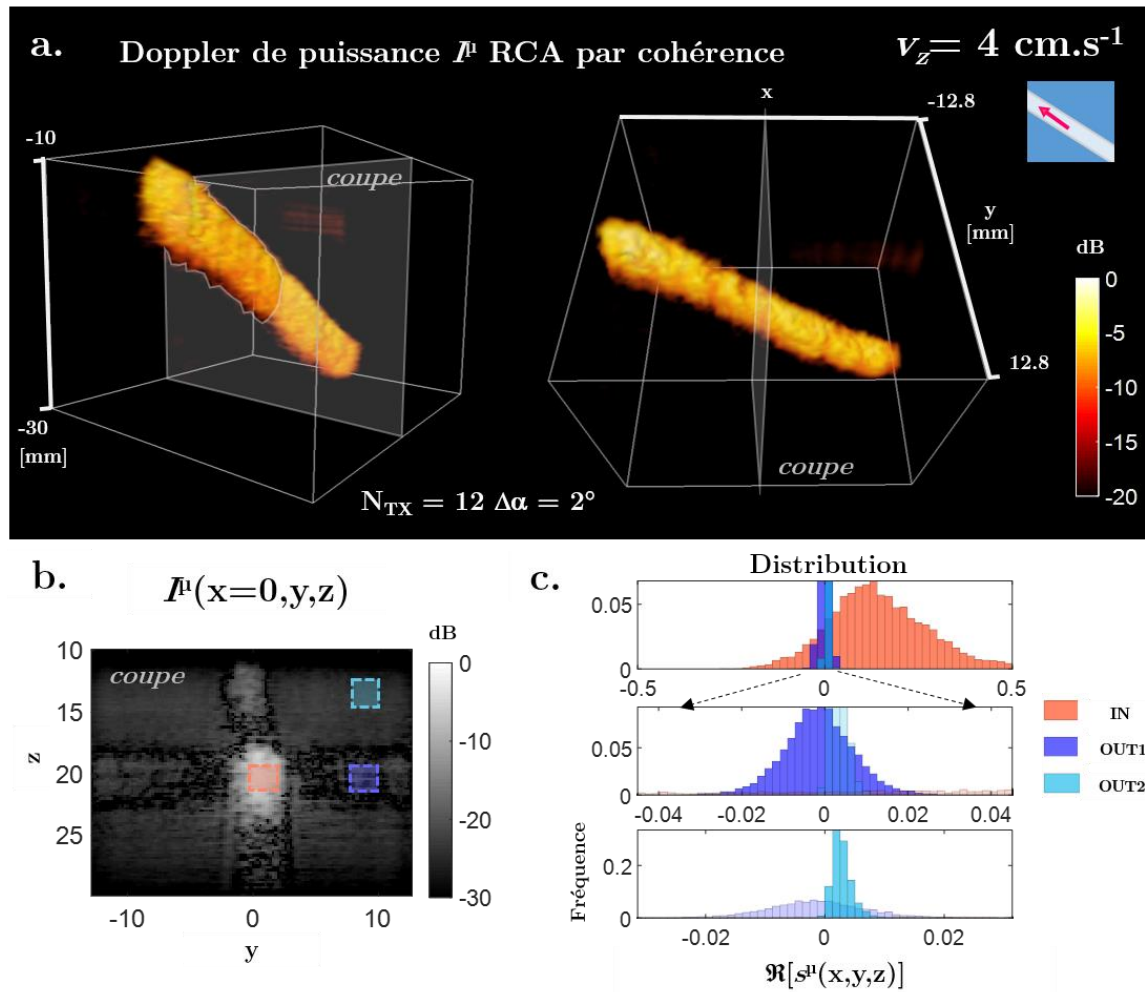 a.
Doppler de puissance I^μ RCA par cohérence
v_z= 4 cm.s⁻¹
-10
coupe
-30
[mm]
x
-12.8
y
[mm]
12.8
coupe
dB
0
-5
-10
-15
-20
N_TX = 12 Δα = 2°
b.
I^μ(x=0,y,z)
dB
coupe
10
15
20
25
z
-10
0
10
y
0
-10
-20
-30
c.
Distribution
0.05
0
-0.5
0
0.5
0.05
0
-0.04
-0.02
0
0.02
0.04
0.2
0
-0.02
0
0.02
Fréquence
ℜ[s^μ(x,y,z)]
IN
OUT1
OUT2